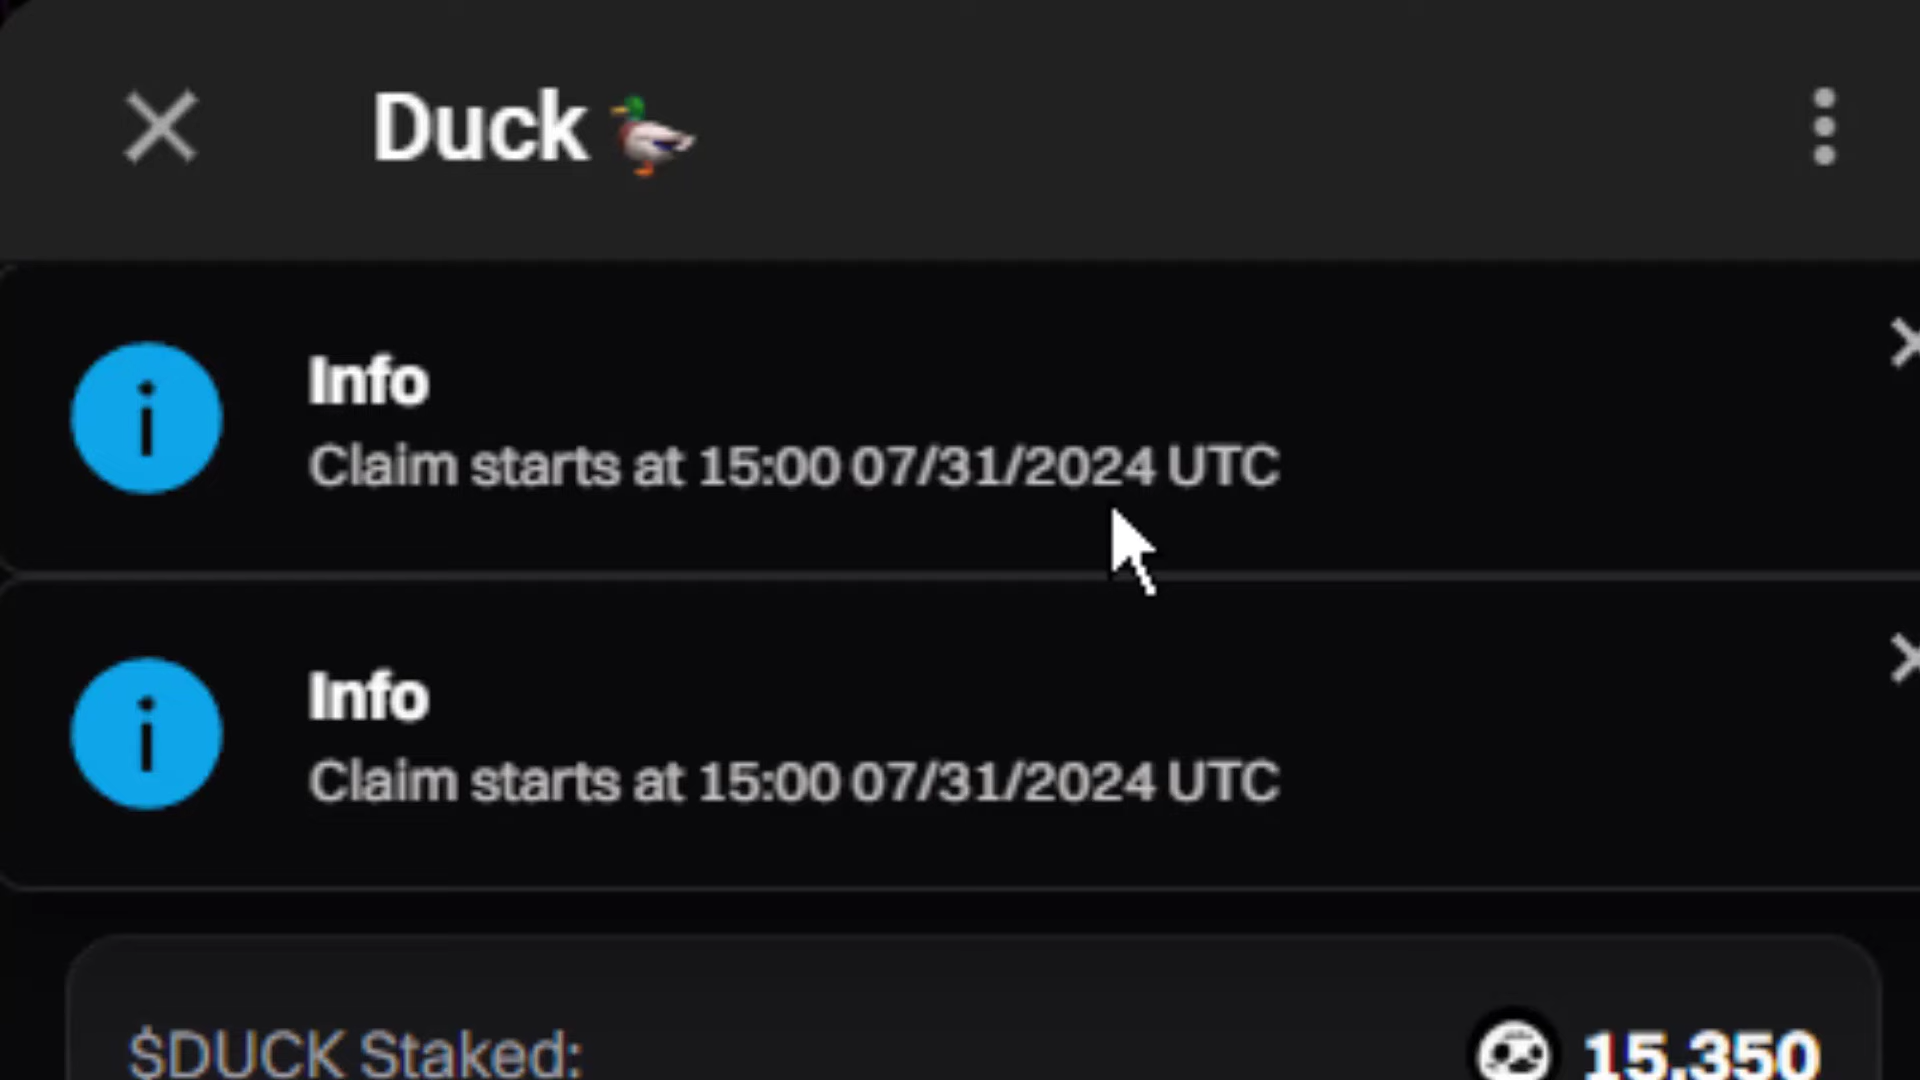 Duck 🦆
Info
Claim starts at 15:00 07/31/2024 UTC
Info
Claim starts at 15:00 07/31/2024 UTC
$DUCK Staked: 15,350